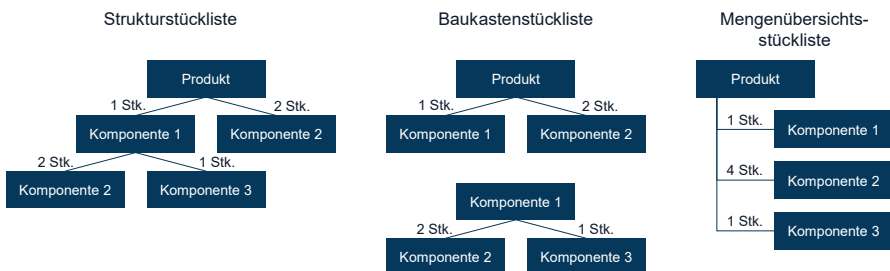 Strukturstückliste
Produkt
1 Stk.
2 Stk.
Komponente 1
Komponente 2
2 Stk.
1 Stk.
Komponente 2
Komponente 3
Baukastenstückliste
Produkt
1 Stk.
2 Stk.
Komponente 1
Komponente 2
Komponente 1
2 Stk.
1 Stk.
Komponente 2
Komponente 3
Mengenübersichts-
stückliste
Produkt
1 Stk.
Komponente 1
4 Stk.
Komponente 2
1 Stk.
Komponente 3